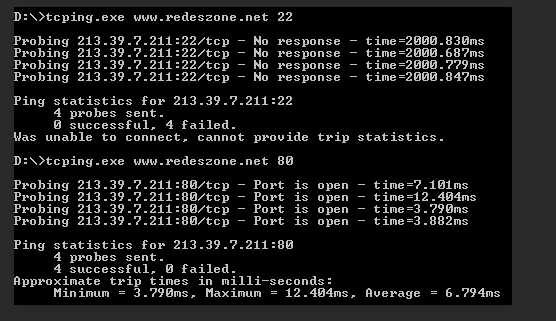 D:\>tcping.exe www.redeszone.net 22
Probing 213.39.7.211:22/tcp - No response - time=2000.830ms
Probing 213.39.7.211:22/tcp - No response - time=2000.687ms
Probing 213.39.7.211:22/tcp - No response - time=2000.779ms
Probing 213.39.7.211:22/tcp - No response - time=2000.847ms
Ping statistics for 213.39.7.211:22
4 probes sent.
0 successful, 4 failed.
Was unable to connect, cannot provide trip statistics.
D:\>tcping.exe www.redeszone.net 80
Probing 213.39.7.211:80/tcp - Port is open - time=7.101ms
Probing 213.39.7.211:80/tcp - Port is open - time=12.404ms
Probing 213.39.7.211:80/tcp - Port is open - time=3.790ms
Probing 213.39.7.211:80/tcp - Port is open - time=3.882ms
Ping statistics for 213.39.7.211:80
4 probes sent.
4 successful, 0 failed.
Approximate trip times in milli-seconds:
Minimum = 3.790ms, Maximum = 12.404ms, Average = 6.794ms